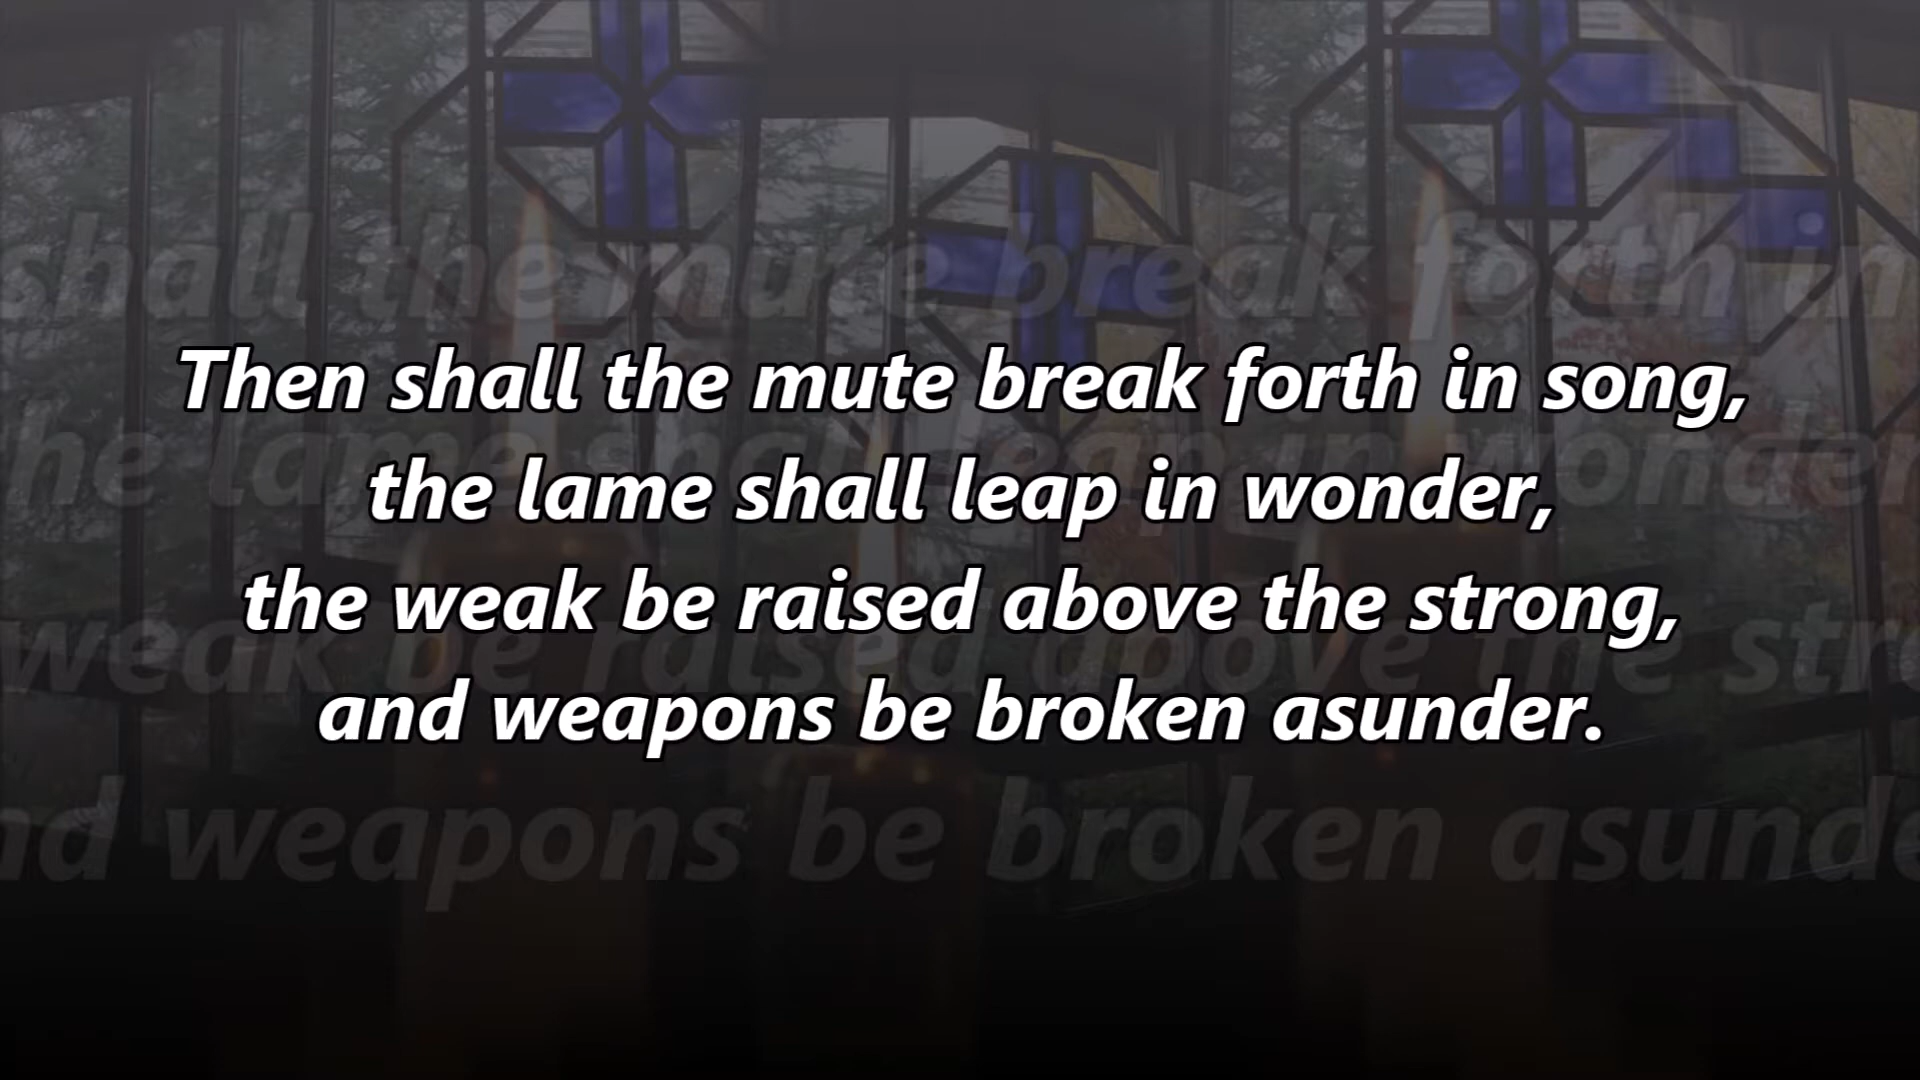 Then shall the mute break forth in song,
the lame shall leap in wonder,
the weak be raised above the strong,
and weapons be broken asunder.